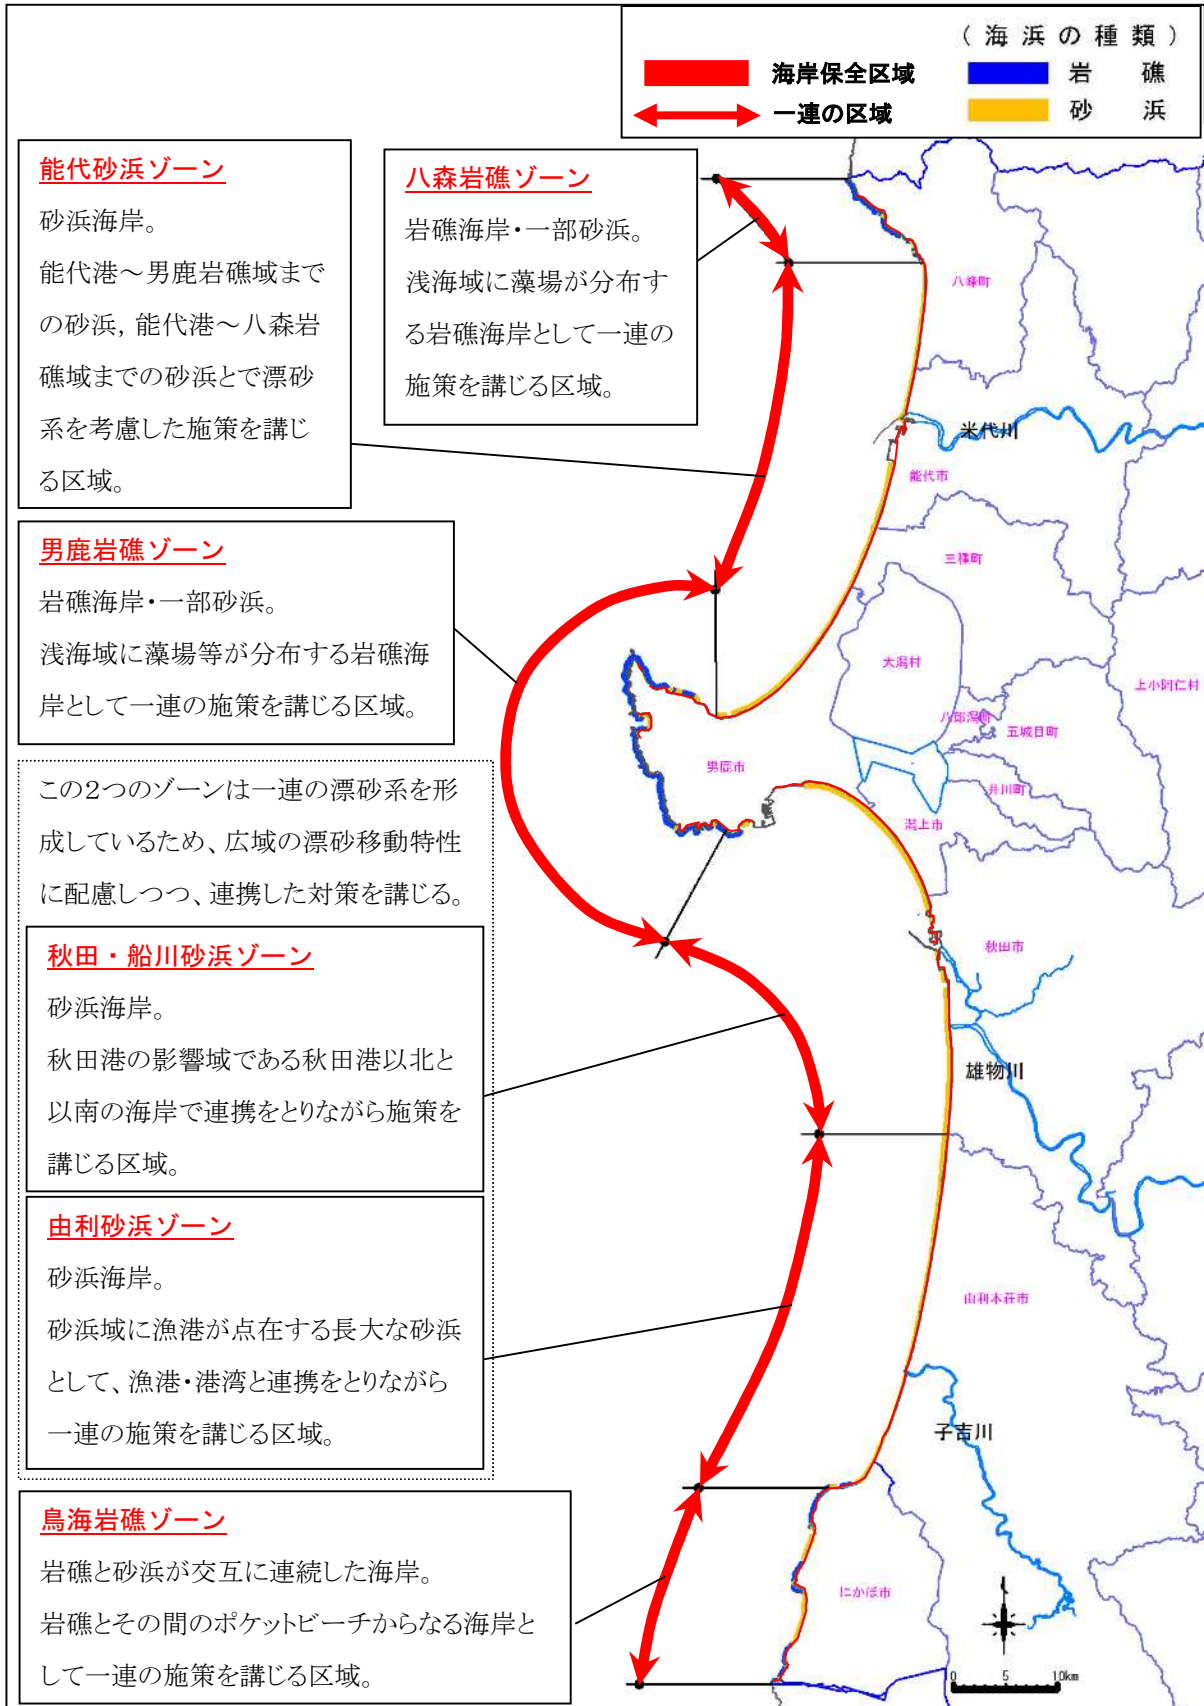 （海浜の種類）
海岸保全区域
岩　礁
一連の区域
砂　浜
能代砂浜ゾーン
砂浜海岸。
能代港～男鹿岩礁域まで
の砂浜，能代港～八森岩
礁域までの砂浜とで漂砂
系を考慮した施策を講じ
る区域。
八森岩礁ゾーン
岩礁海岸・一部砂浜。
浅海域に藻場が分布す
る岩礁海岸として一連の
施策を講じる区域。
男鹿岩礁ゾーン
岩礁海岸・一部砂浜。
浅海域に藻場等が分布する岩礁海
岸として一連の施策を講じる区域。
この2つのゾーンは一連の漂砂系を形
成しているため、広域の漂砂移動特性
に配慮しつつ、連携した対策を講じる。
秋田・船川砂浜ゾーン
砂浜海岸。
秋田港の影響域である秋田港以北と
以南の海岸で連携をとりながら施策を
講じる区域。
由利砂浜ゾーン
砂浜海岸。
砂浜域に漁港が点在する長大な砂浜
として、漁港・港湾と連携をとりながら
一連の施策を講じる区域。
鳥海岩礁ゾーン
岩礁と砂浜が交互に連続した海岸。
岩礁とその間のポケットビーチからなる海岸と
して一連の施策を講じる区域。
八峰町
米代川
能代市
三種町
大潟村
上小阿仁村
八郎潟町
五城目町
男鹿市
井川町
潟上市
秋田市
雄物川
由利本荘市
子吉川
にかほ市
0 5 10km